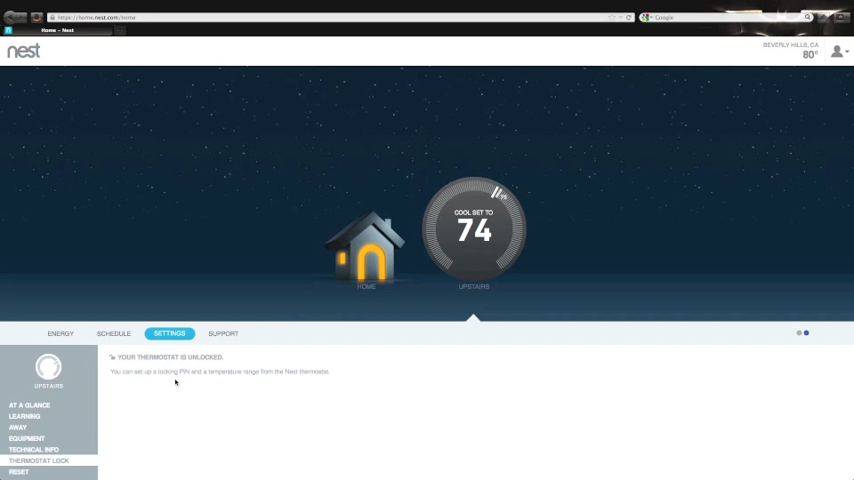 https://home.nest.com/home
Google
Home – Nest
nest
BEVERLY HILLS, CA
80°
75
COOL SET TO
74
HOME
UPSTAIRS
ENERGY
SCHEDULE
SETTINGS
SUPPORT
YOUR THERMOSTAT IS UNLOCKED.
You can set up a locking PIN and a temperature range from the Nest thermostat.
UPSTAIRS
AT A GLANCE
LEARNING
AWAY
EQUIPMENT
TECHNICAL INFO
THERMOSTAT LOCK
RESET